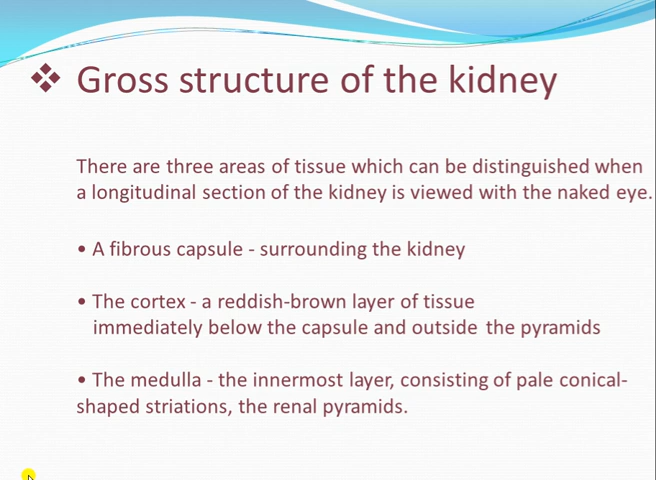 ❖ Gross structure of the kidney
There are three areas of tissue which can be distinguished when
a longitudinal section of the kidney is viewed with the naked eye.
• A fibrous capsule - surrounding the kidney
• The cortex - a reddish-brown layer of tissue
immediately below the capsule and outside the pyramids
• The medulla - the innermost layer, consisting of pale conical-
shaped striations, the renal pyramids.